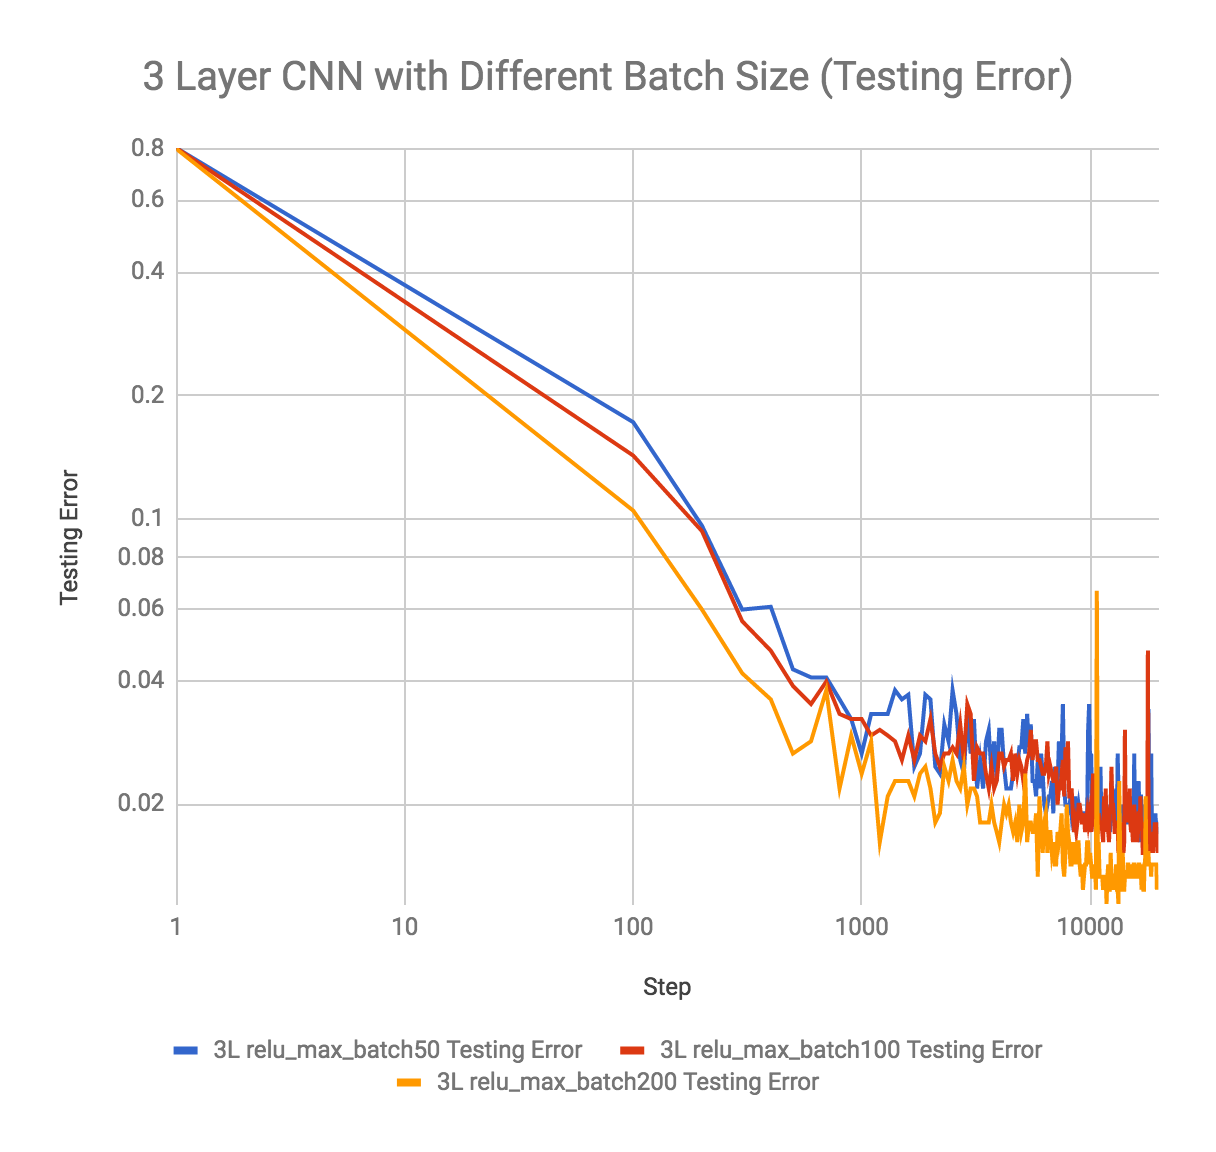 3 Layer CNN with Different Batch Size (Testing Error)
0.8
0.6
0.4
0.2
0.1
0.08
0.06
0.04
0.02
Testing Error
1 10 100 1000 10000
Step
3L relu_max_batch50 Testing Error 3L relu_max_batch100 Testing Error
3L relu_max_batch200 Testing Error